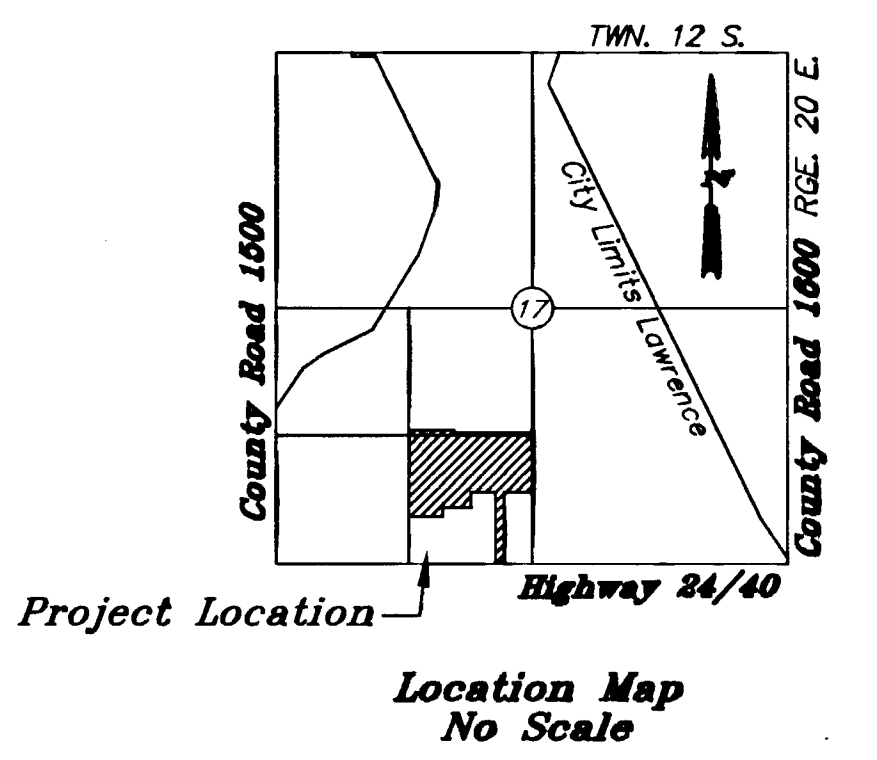 TWN. 12 S.
RGE. 20 E.
County Road 1500
City Limits Lawrence
17
County Road 1600
Highway 24/40
Project Location
Location Map
No Scale